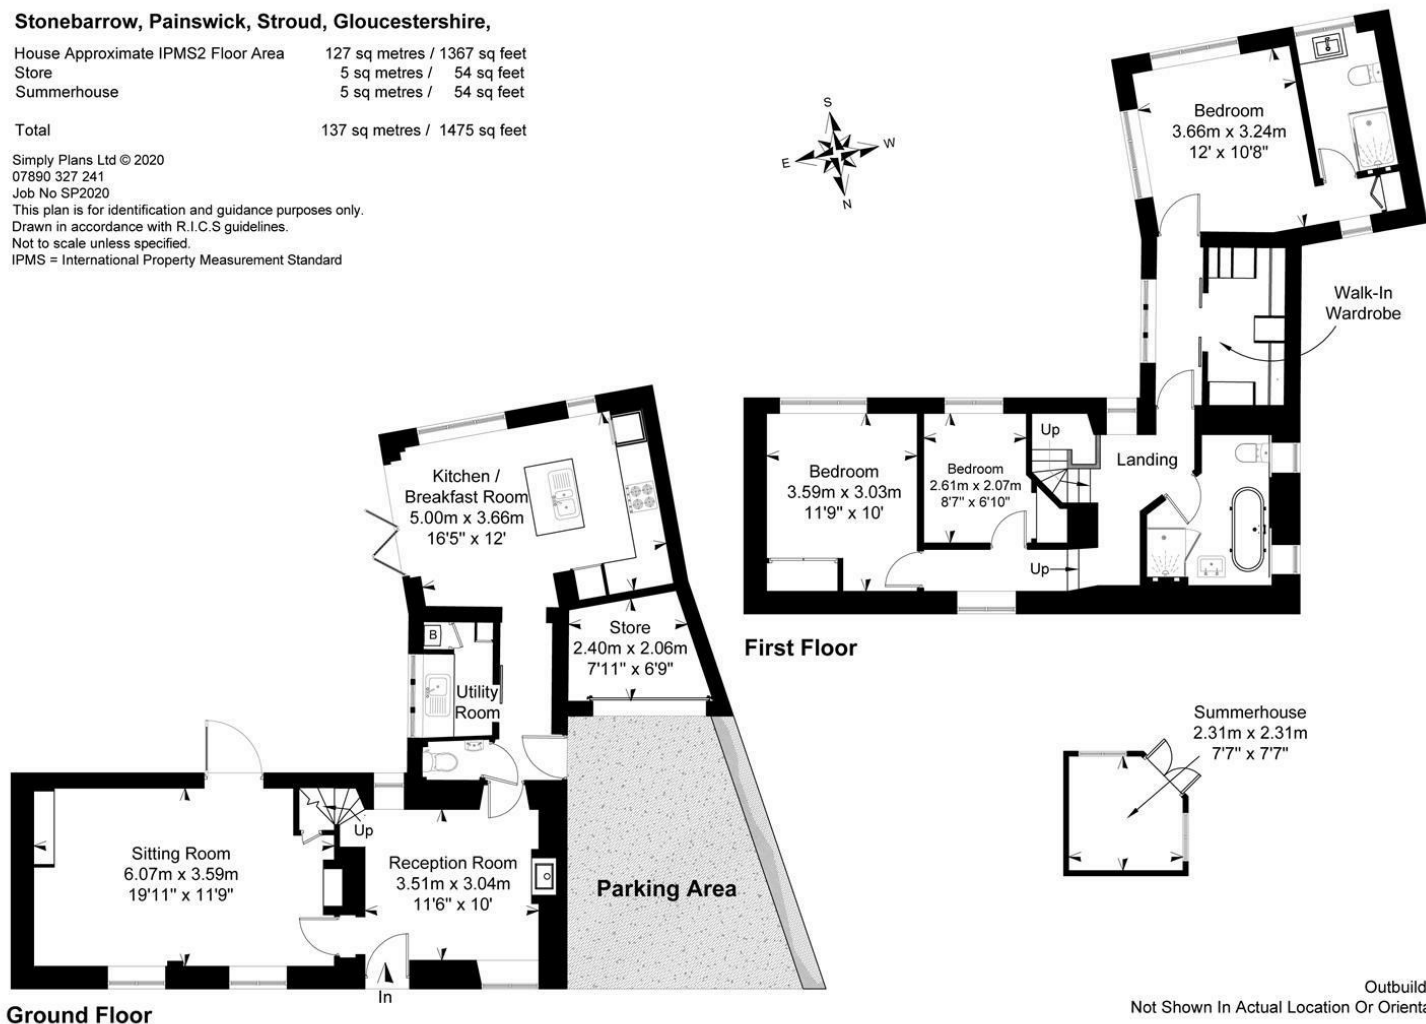 Stonebarrow, Painswick, Stroud, Gloucestershire,
House Approximate IPMS2 Floor Area 127 sq metres / 1367 sq feet
Store 5 sq metres / 54 sq feet
Summerhouse 5 sq metres / 54 sq feet
Total 137 sq metres / 1475 sq feet
Simply Plans Ltd © 2020
07890 327 241
Job No SP2020
This plan is for identification and guidance purposes only.
Drawn in accordance with R.I.C.S guidelines.
Not to scale unless specified.
IPMS = International Property Measurement Standard
S
W
E
N
Bedroom
3.66m x 3.24m
12' x 10'8"
Walk-In
Wardrobe
Up
Landing
Bedroom
3.59m x 3.03m
11'9" x 10'
Bedroom
2.61m x 2.07m
8'7" x 6'10"
Up
First Floor
Kitchen /
Breakfast Room
5.00m x 3.66m
16'5" x 12'
Store
2.40m x 2.06m
7'11" x 6'9"
B
Utility
Room
Up
Sitting Room
6.07m x 3.59m
19'11" x 11'9"
Reception Room
3.51m x 3.04m
11'6" x 10'
Parking Area
In
Ground Floor
Summerhouse
2.31m x 2.31m
7'7" x 7'7"
Outbuild
Not Shown In Actual Location Or Orienta